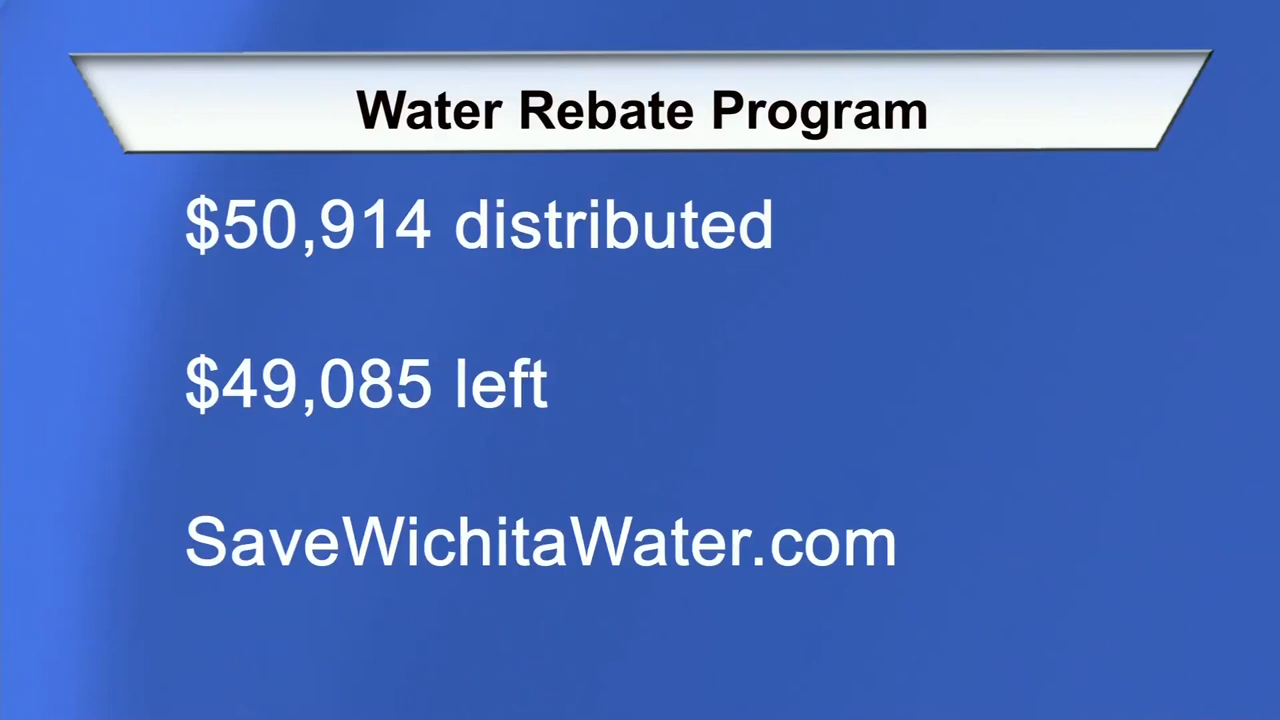 Water Rebate Program
$50,914 distributed
$49,085 left
SaveWichitaWater.com